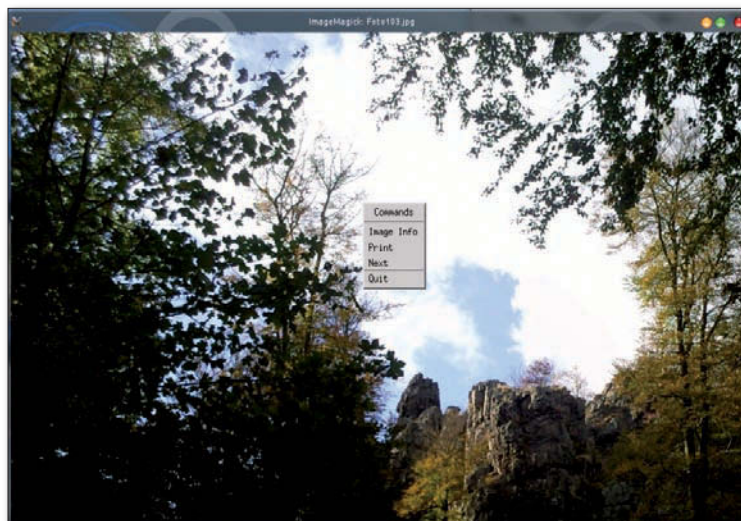 ImageMagick: Foto103.jpg
Commands
Image Info
Print
Next
Quit